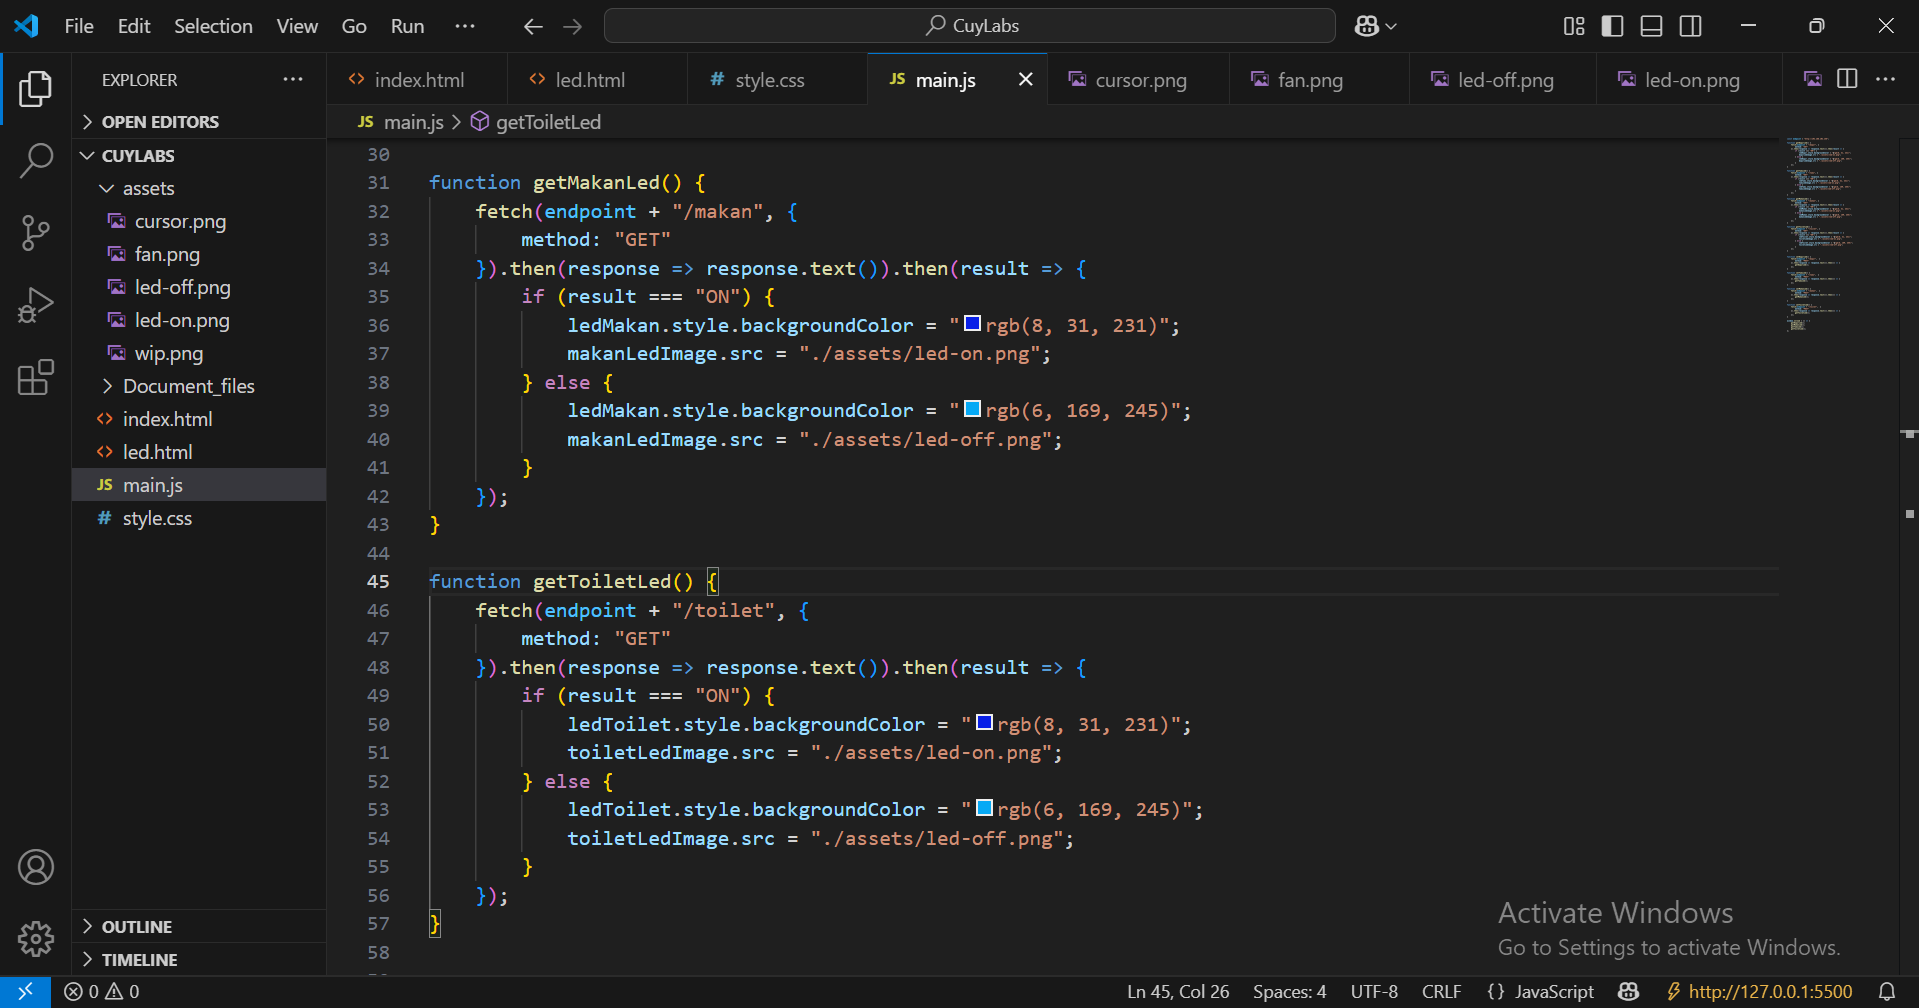 File Edit Selection View Go Run ··· CuyLabs
EXPLORER ···
index.html led.html style.css JS main.js cursor.png fan.png led-off.png led-on.png ···
OPEN EDITORS
CUYLABS
assets
cursor.png
fan.png
led-off.png
led-on.png
wip.png
Document_files
index.html
led.html
JS main.js
# style.css
OUTLINE
TIMELINE
JS main.js > getToiletLed
30
31 function getMakanLed() {
32 fetch(endpoint + "/makan", {
33 method: "GET"
34 }).then(response => response.text()).then(result => {
35 if (result === "ON") {
36 ledMakan.style.backgroundColor = "rgb(8, 31, 231)";
37 makanLedImage.src = "./assets/led-on.png";
38 } else {
39 ledMakan.style.backgroundColor = "rgb(6, 169, 245)";
40 makanLedImage.src = "./assets/led-off.png";
41 }
42 });
43 }
44
45 function getToiletLed() {
46 fetch(endpoint + "/toilet", {
47 method: "GET"
48 }).then(response => response.text()).then(result => {
49 if (result === "ON") {
50 ledToilet.style.backgroundColor = "rgb(8, 31, 231)";
51 toiletLedImage.src = "./assets/led-on.png";
52 } else {
53 ledToilet.style.backgroundColor = "rgb(6, 169, 245)";
54 toiletLedImage.src = "./assets/led-off.png";
55 }
56 });
57 }
58
Activate Windows
Go to Settings to activate Windows.
0 0 Ln 45, Col 26 Spaces: 4 UTF-8 CRLF {} JavaScript http://127.0.0.1:5500